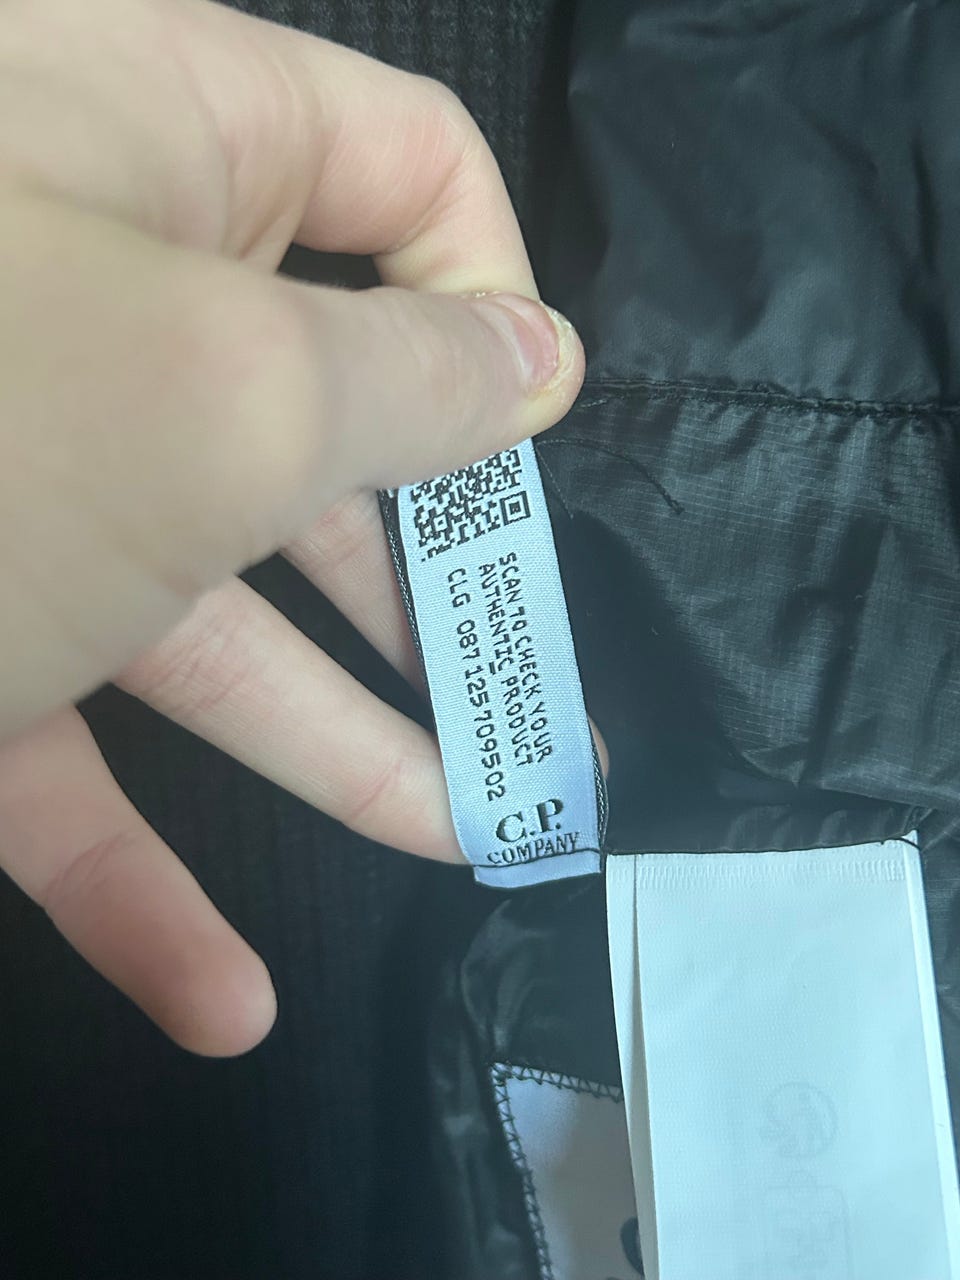 SCAN TO CHECK YOUR
AUTHENTIC PRODUCT
CLG 087125709502
C.P.
COMPANY